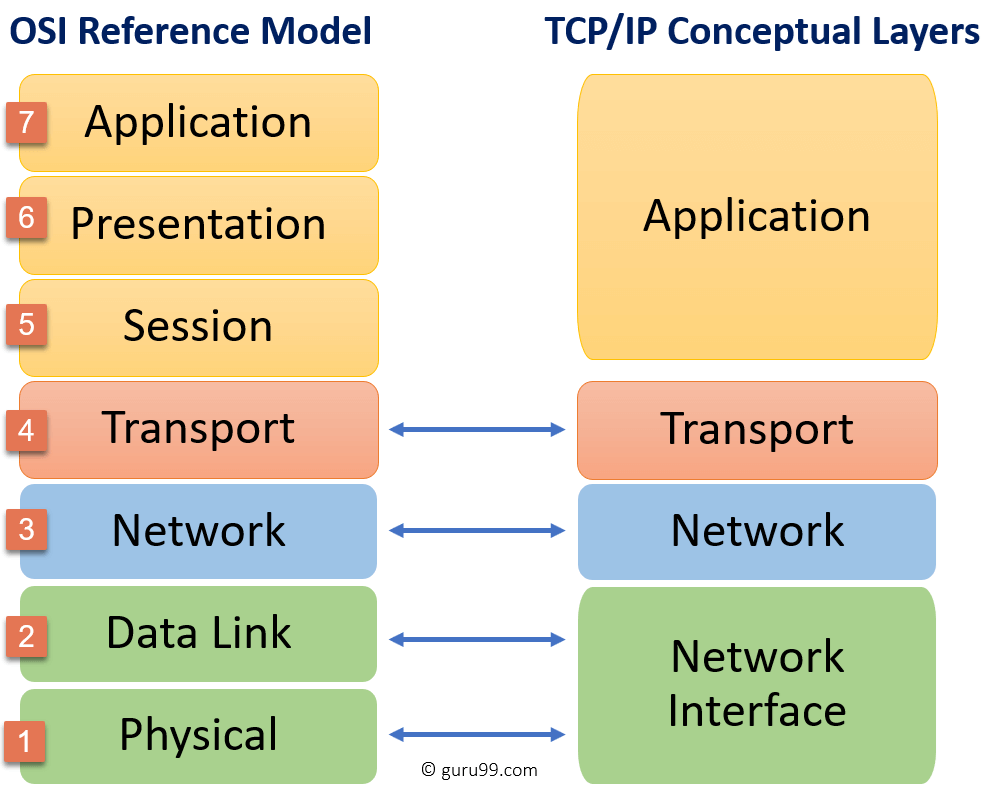 OSI Reference Model
TCP/IP Conceptual Layers
7 Application
6 Presentation
5 Session
4 Transport
3 Network
2 Data Link
1 Physical
Application
Transport
Network
Network
Interface
© guru99.com